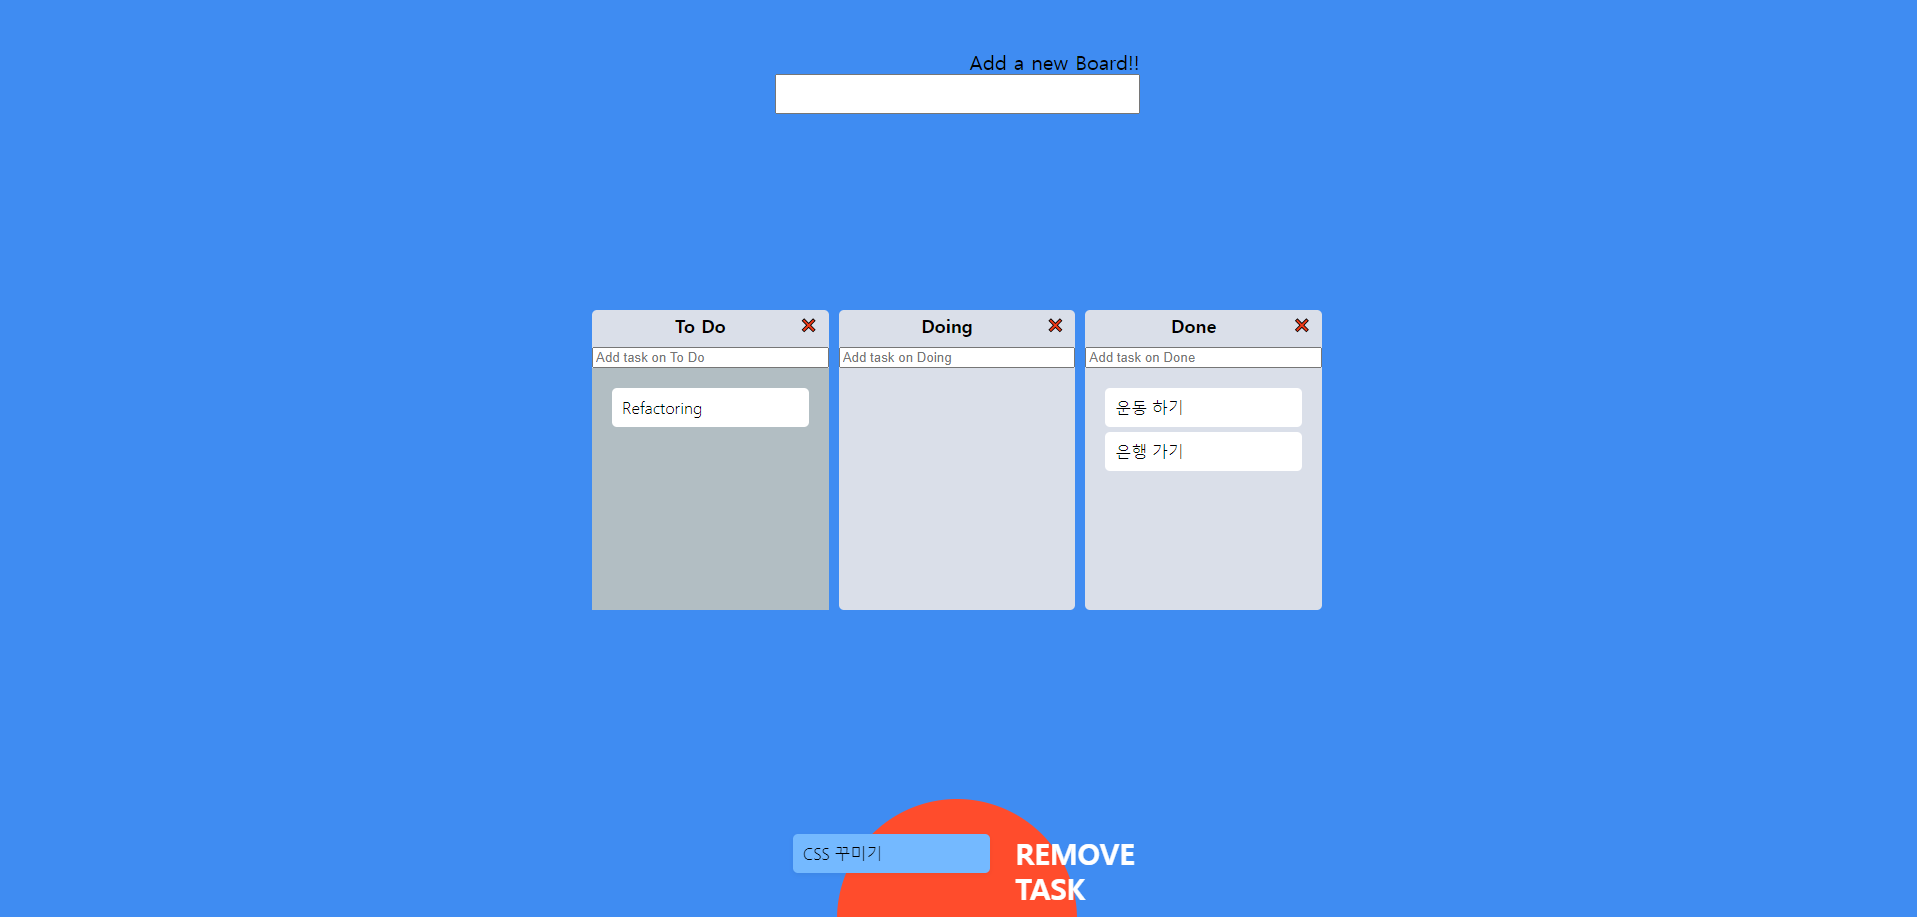 Add a new Board!!
To Do
Add task on To Do
Refactoring
Doing
Add task on Doing
Done
Add task on Done
운동 하기
은행 가기
CSS 꾸미기
REMOVE
TASK